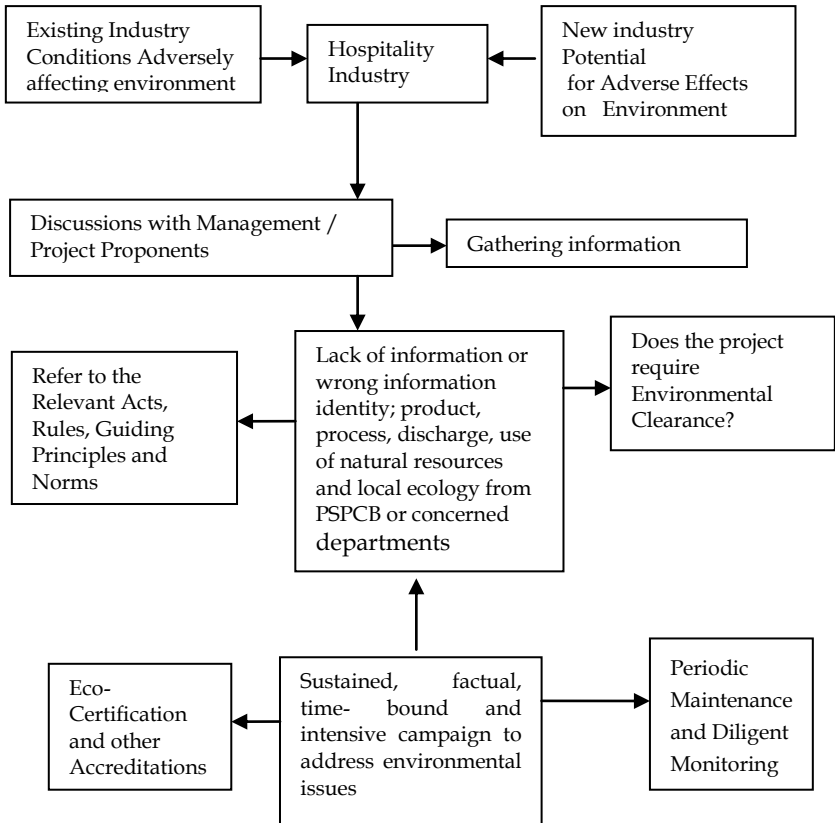 Existing Industry
Conditions Adversely
affecting environment
Hospitality
Industry
New industry
Potential
for Adverse Effects
on Environment
Discussions with Management /
Project Proponents
Gathering information
Refer to the
Relevant Acts,
Rules, Guiding
Principles and
Norms
Lack of information or
wrong information
identity; product,
process, discharge, use
of natural resources
and local ecology from
PSPCB or concerned
departments
Does the project
require
Environmental
Clearance?
Eco-
Certification
and other
Accreditations
Sustained, factual,
time- bound and
intensive campaign to
address environmental
issues
Periodic
Maintenance
and Diligent
Monitoring